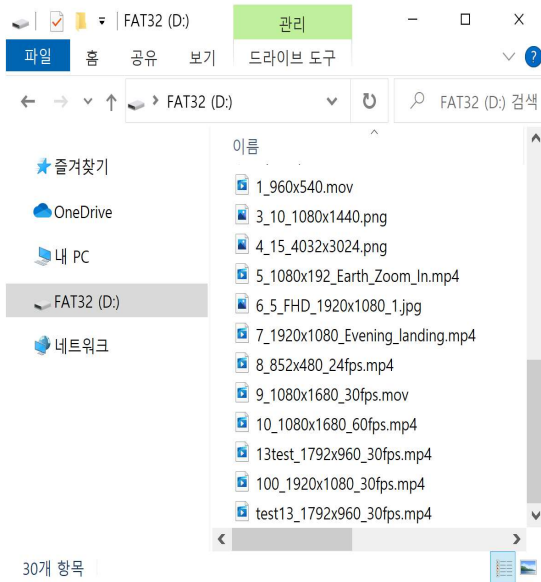 FAT32 (D:)
관리
파일
홈
공유
보기
드라이브 도구
?
FAT32 (D:)
FAT32 (D:) 검색
이름
즐겨찾기
OneDrive
내 PC
FAT32 (D:)
네트워크
1_960x540.mov
3_10_1080x1440.png
4_15_4032x3024.png
5_1080x192_Earth_Zoom_In.mp4
6_5_FHD_1920x1080_1.jpg
7_1920x1080_Evening_landing.mp4
8_852x480_24fps.mp4
9_1080x1680_30fps.mov
10_1080x1680_60fps.mp4
13test_1792x960_30fps.mp4
100_1920x1080_30fps.mp4
test13_1792x960_30fps.mp4
30개 항목